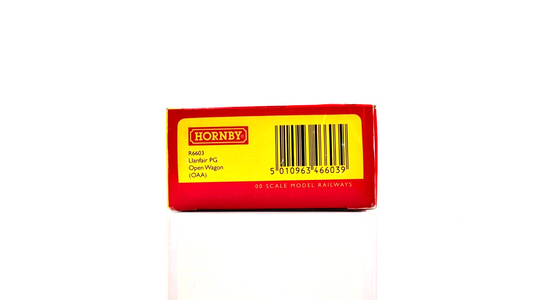 HORNBY
R6603
Llanfair PG
Open Wagon
(OAA)
5 010963 466039
00 SCALE MODEL RAILWAYS